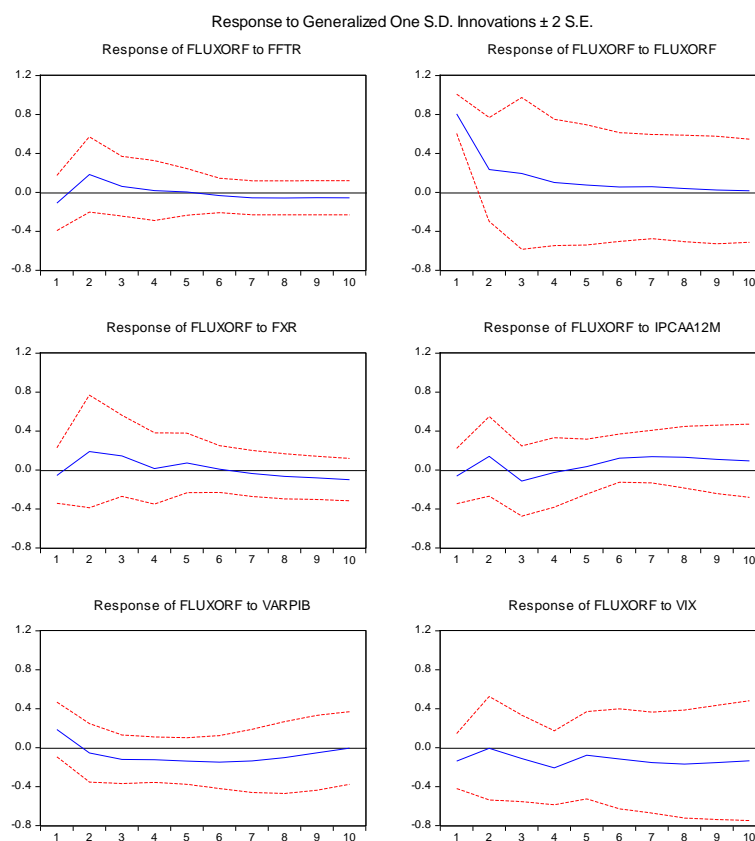 Response to Generalized One S.D. Innovations ± 2 S.E.
Response of FLUXORF to FFTR
1.2
0.8
0.4
0.0
-0.4
-0.8
1 2 3 4 5 6 7 8 9 10
Response of FLUXORF to FLUXORF
1.2
0.8
0.4
0.0
-0.4
-0.8
1 2 3 4 5 6 7 8 9 10
Response of FLUXORF to FXR
1.2
0.8
0.4
0.0
-0.4
-0.8
1 2 3 4 5 6 7 8 9 10
Response of FLUXORF to IPCAA12M
1.2
0.8
0.4
0.0
-0.4
-0.8
1 2 3 4 5 6 7 8 9 10
Response of FLUXORF to VARPIB
1.2
0.8
0.4
0.0
-0.4
-0.8
1 2 3 4 5 6 7 8 9 10
Response of FLUXORF to VIX
1.2
0.8
0.4
0.0
-0.4
-0.8
1 2 3 4 5 6 7 8 9 10